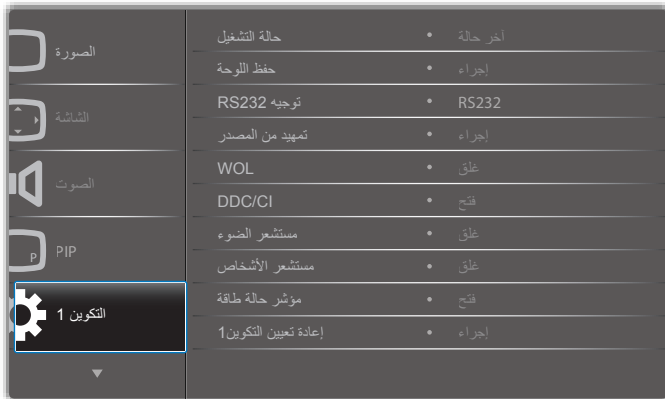 الصورة
الشاشة
الصوت
PIP
P
التكوين 1
حالة التشغيل • آخر حالة
حفظ اللوحة • إجراء
توجيه RS232 • RS232
تمهيد من المصدر • إجراء
WOL • غلق
DDC/CI • فتح
مستشعر الضوء • غلق
مستشعر الأشخاص • غلق
مؤشر حالة طاقة • فتح
إعادة تعيين التكوين1 • إجراء